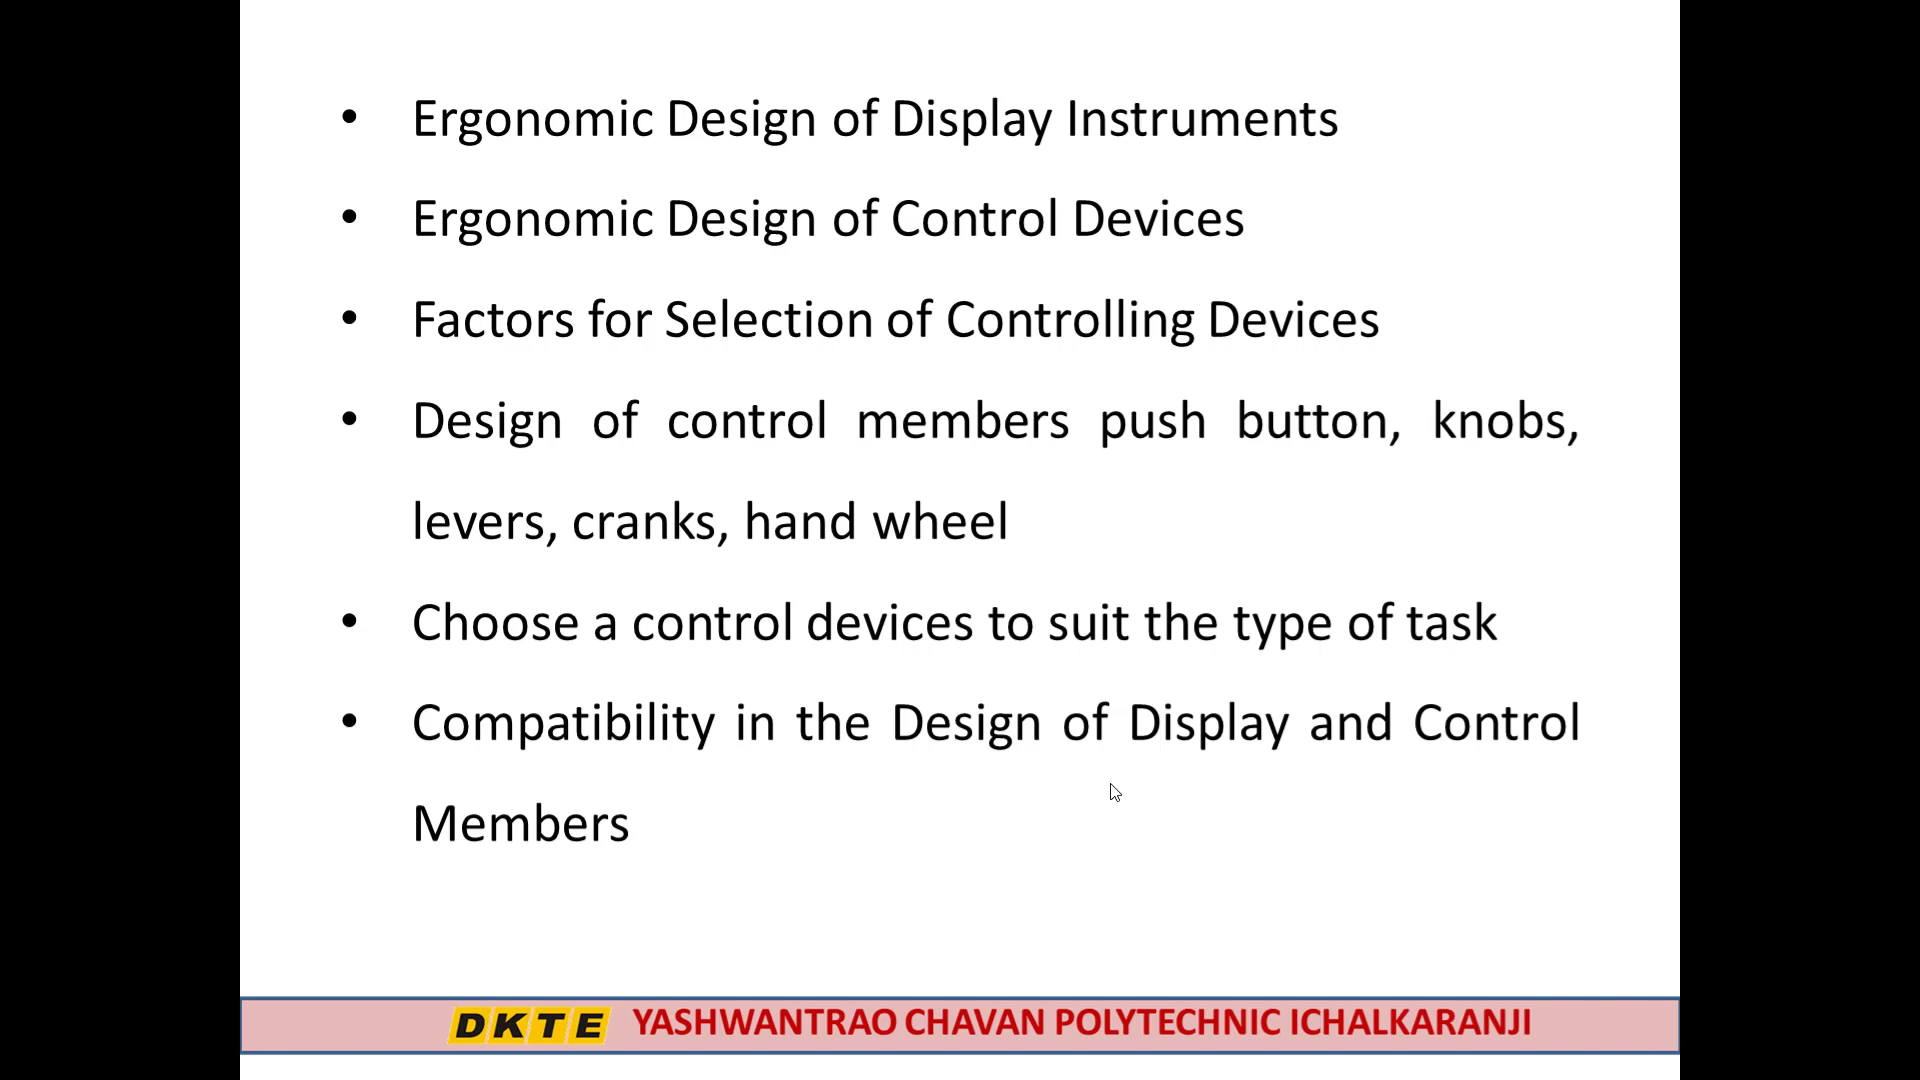 • Ergonomic Design of Display Instruments
• Ergonomic Design of Control Devices
• Factors for Selection of Controlling Devices
• Design of control members push button, knobs,
levers, cranks, hand wheel
• Choose a control devices to suit the type of task
• Compatibility in the Design of Display and Control
Members
DKTE YASHWANTRAO CHAVAN POLYTECHNIC ICHALKARANJI